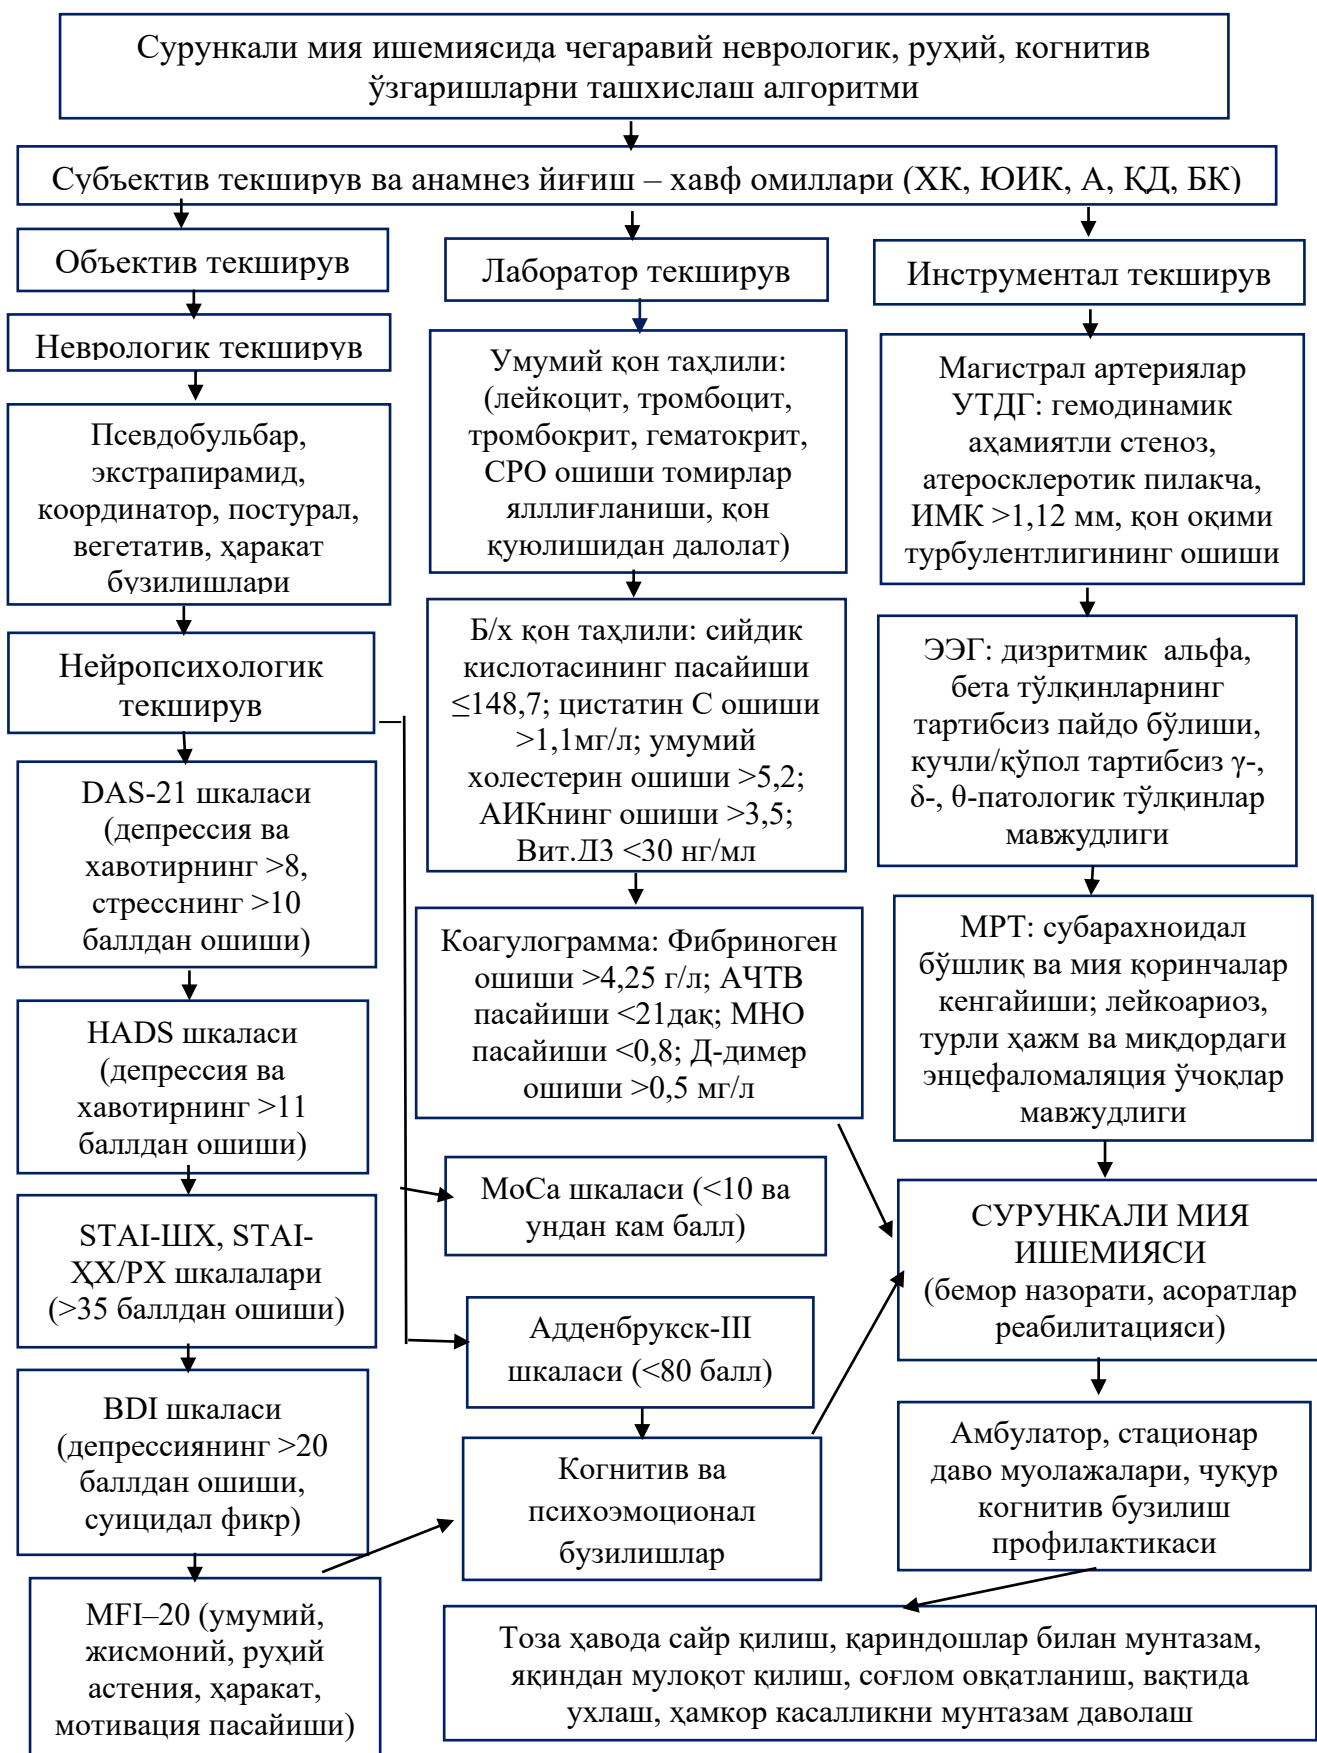 Сурункали мия ишемиясида чегаравий неврологик, руҳий, когнитив
ўзгаришларни ташхислаш алгоритми
Субъектив текширув ва анамнез йиғиш – хавф омиллари (ХК, ЮИК, А, ҚД, БК)
Объектив текширув
Неврологик текширув
Псевдобульбар,
экстрапирамид,
координатор, постурал,
вегетатив, ҳаракат
бузилишлари
Нейропсихологик
текширув
DAS-21 шкаласи
(депрессия ва
хавотирнинг >8,
стресснинг >10
баллдан ошиши)
HADS шкаласи
(депрессия ва
хавотирнинг >11
баллдан ошиши)
STAI-ШХ, STAI-
ҲХ/РХ шкалалари
(>35 баллдан ошиши)
BDI шкаласи
(депрессиянинг >20
баллдан ошиши,
суицидал фикр)
MFI–20 (умумий,
жисмоний, руҳий
астения, ҳаракат,
мотивация пасайиши)
Лаборатор текширув
Умумий қон таҳлили:
(лейкоцит, тромбоцит,
тромбокрит, гематокрит,
СРО ошиши томирлар
ялллиғланиши, қон
қуюлишидан далолат)
Б/х қон таҳлили: сийдик
кислотасининг пасайиши
≤148,7; цистатин С ошиши
>1,1мг/л; умумий
холестерин ошиши >5,2;
АИКнинг ошиши >3,5;
Вит.Д3 <30 нг/мл
Коагулограмма: Фибриноген
ошиши >4,25 г/л; АЧТВ
пасайиши <21дақ; МНО
пасайиши <0,8; Д-димер
ошиши >0,5 мг/л
МоСа шкаласи (<10 ва
ундан кам балл)
Адденбрукск-III
шкаласи (<80 балл)
Когнитив ва
психоэмоционал
бузилишлар
Инструментал текширув
Магистрал артериялар
УТДГ: гемодинамик
аҳамиятли стеноз,
атеросклеротик пилакча,
ИМК >1,12 мм, қон оқими
турбулентлигининг ошиши
ЭЭГ: дизритмик альфа,
бета тўлқинларнинг
тартибсиз пайдо бўлиши,
кучли/қўпол тартибсиз γ-,
δ-, θ-патологик тўлқинлар
мавжудлиги
МРТ: субарахноидал
бўшлиқ ва мия қоринчалар
кенгайиши; лейкоариоз,
турли ҳажм ва миқдордаги
энцефаломаляция ўчоқлар
мавжудлиги
СУРУНКАЛИ МИЯ
ИШЕМИЯСИ
(бемор назорати, асоратлар
реабилитацияси)
Амбулатор, стационар
даво муолажалари, чуқур
когнитив бузилиш
профилактикаси
Тоза ҳавода сайр қилиш, қариндошлар билан мунтазам,
яқиндан мулоқот қилиш, соғлом овқатланиш, вақтида
ухлаш, ҳамкор касалликни мунтазам даволаш